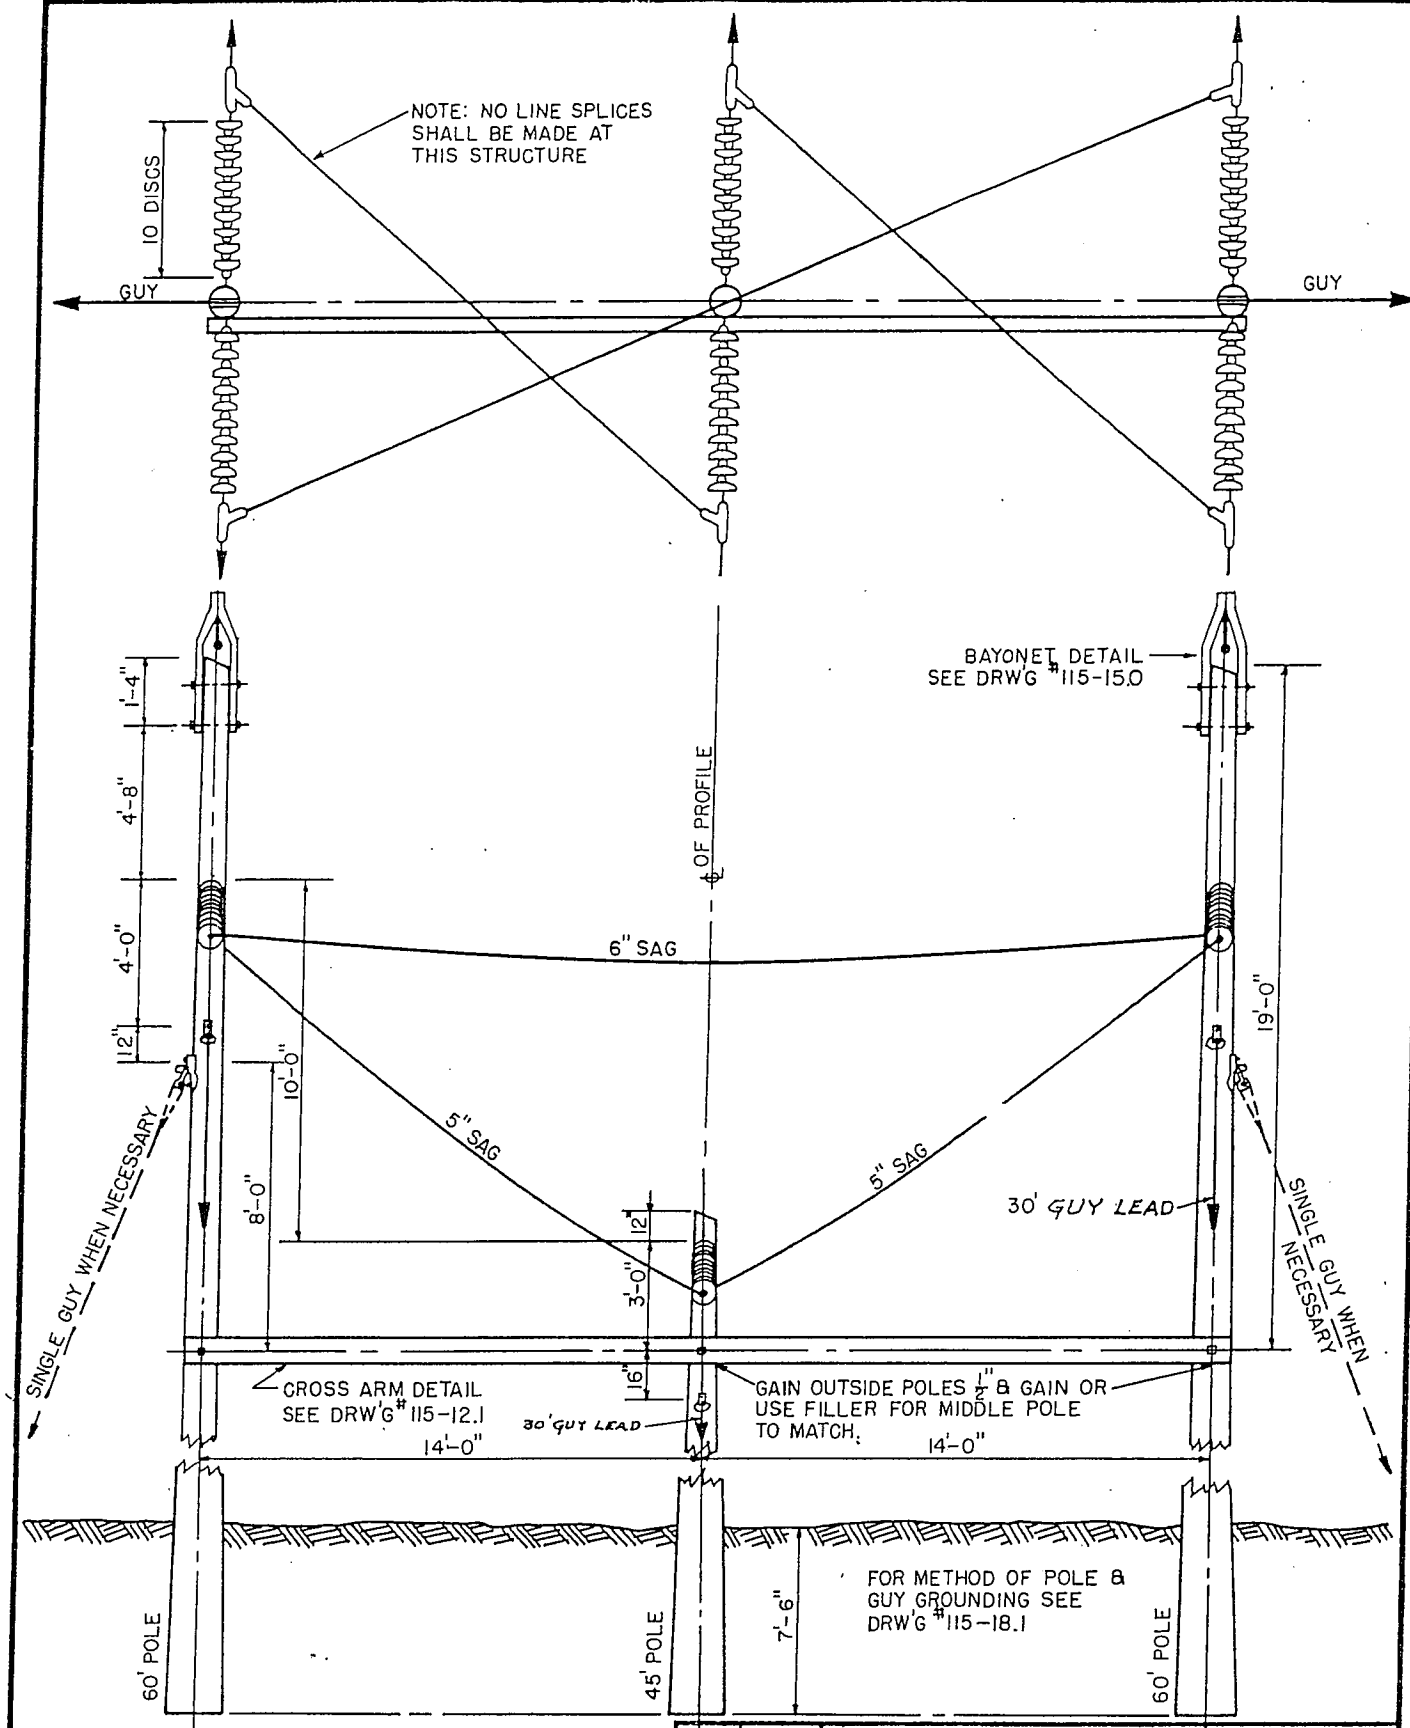 NOTE: NO LINE SPLICES
SHALL BE MADE AT
THIS STRUCTURE
10 DISCS
GUY
GUY
BAYONET DETAIL
SEE DRW'G #115-15.0
1'-4"
4'-8"
℄ OF PROFILE
4'-0"
6" SAG
19'-0"
12"
10'-0"
5" SAG
5" SAG
8'-0"
SINGLE GUY WHEN NECESSARY
30' GUY LEAD
SINGLE GUY WHEN
NECESSARY
12"
3'-0"
16"
CROSS ARM DETAIL
SEE DRW'G #115-12.1
30' GUY LEAD
GAIN OUTSIDE POLES 1/2" & GAIN OR
USE FILLER FOR MIDDLE POLE
TO MATCH.
14'-0"
14'-0"
FOR METHOD OF POLE &
GUY GROUNDING SEE
DRW'G #115-18.1
7'-6"
60' POLE
45' POLE
60' POLE